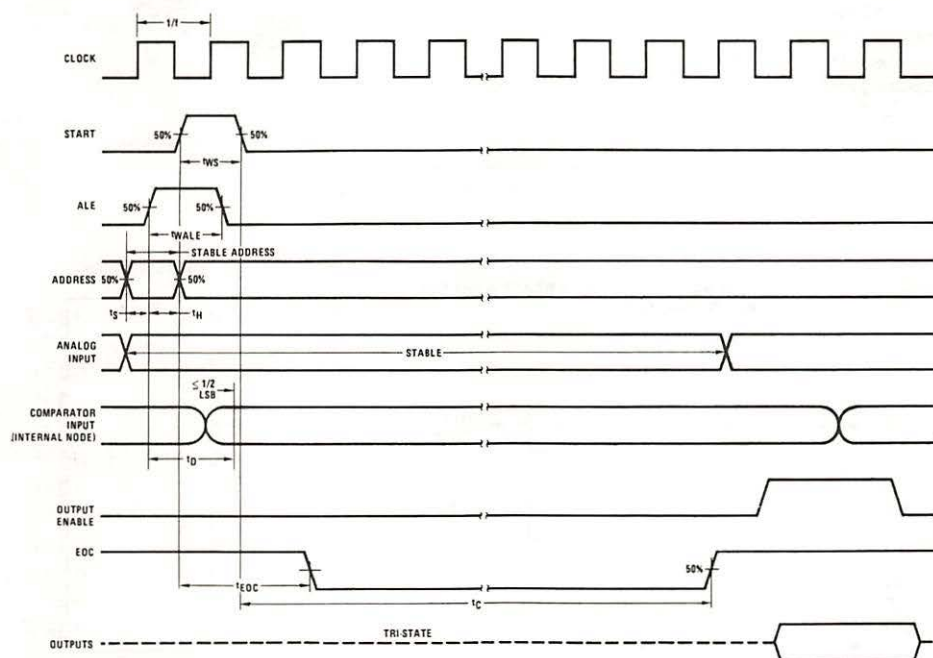 1/f
CLOCK
START
50%
50%
tWS
ALE
50%
50%
tWALE
STABLE ADDRESS
ADDRESS
50%
50%
tS
tH
ANALOG
INPUT
STABLE
≤ 1/2
LSB
COMPARATOR
INPUT
(INTERNAL NODE)
tD
OUTPUT
ENABLE
EOC
50%
tEOC
tC
TRI-STATE
OUTPUTS